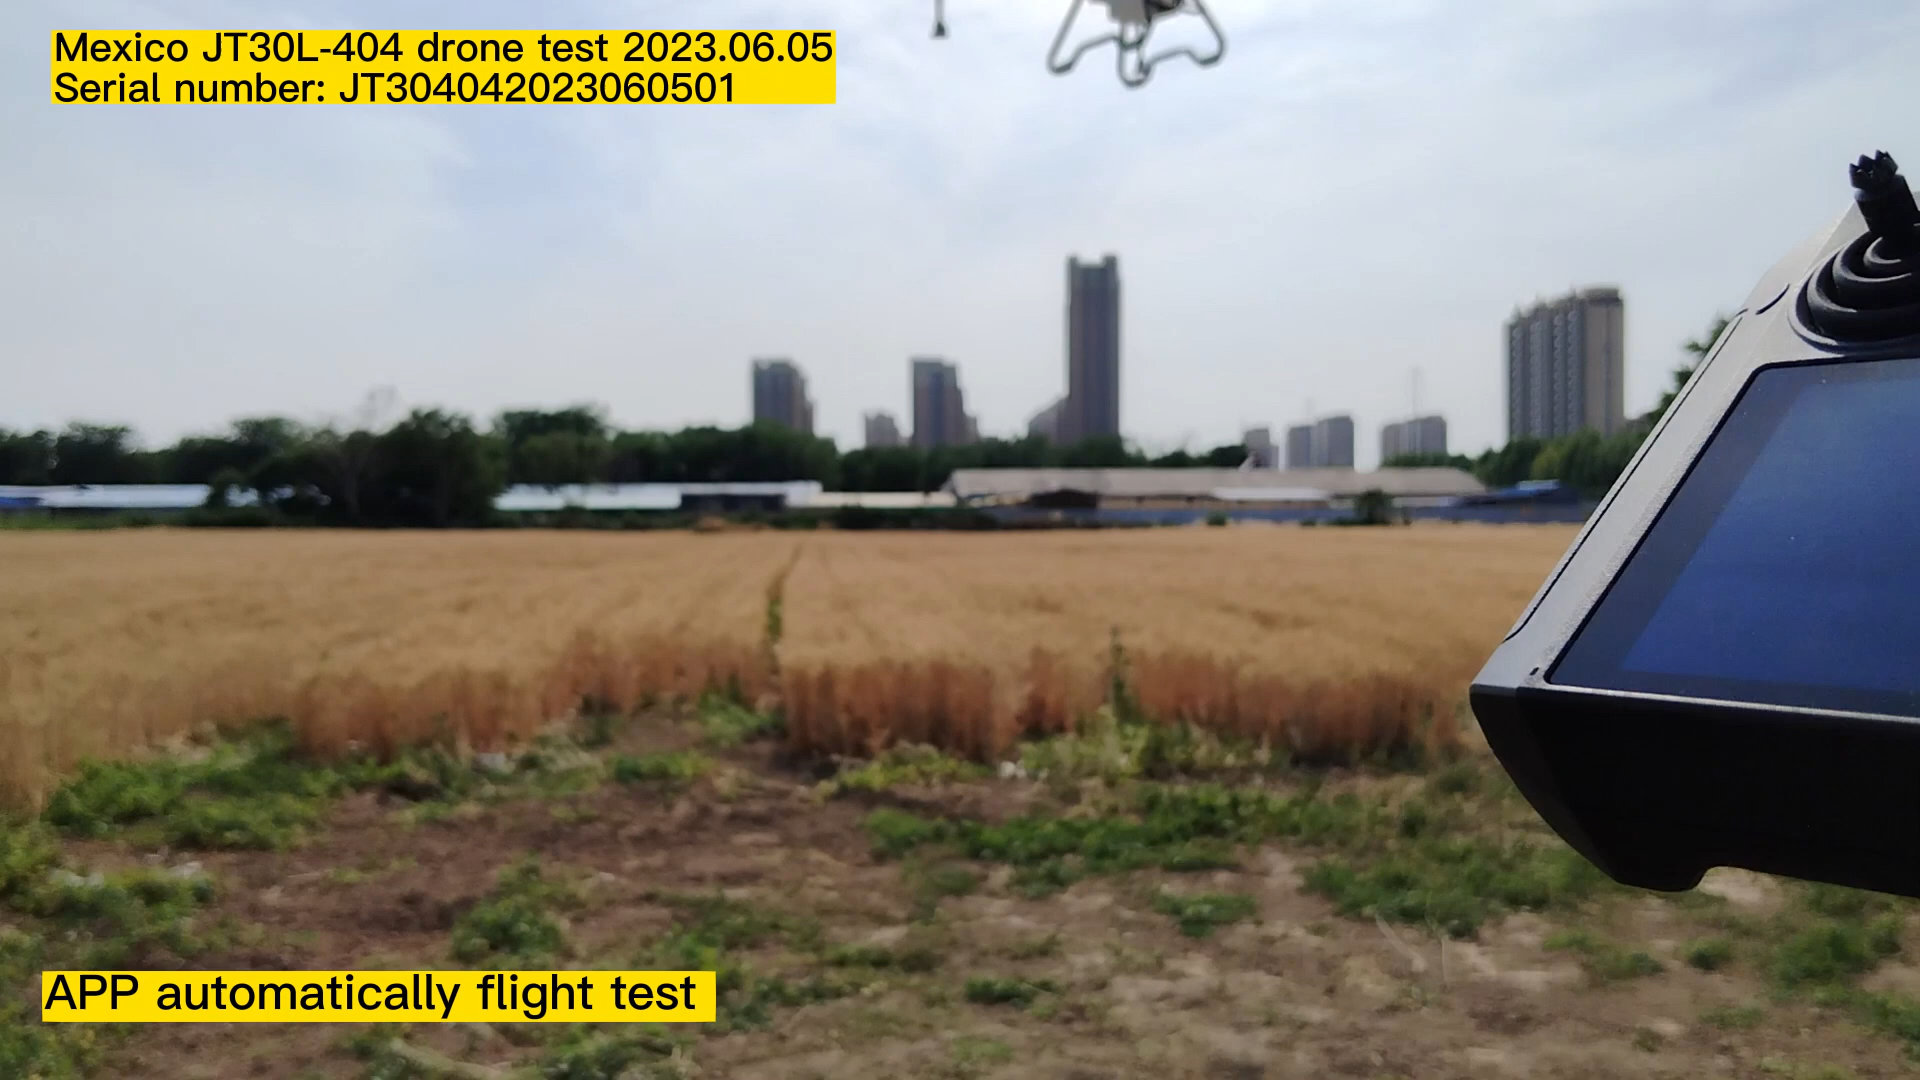 Mexico JT30L-404 drone test 2023.06.05
Serial number: JT304042023060501
APP automatically flight test